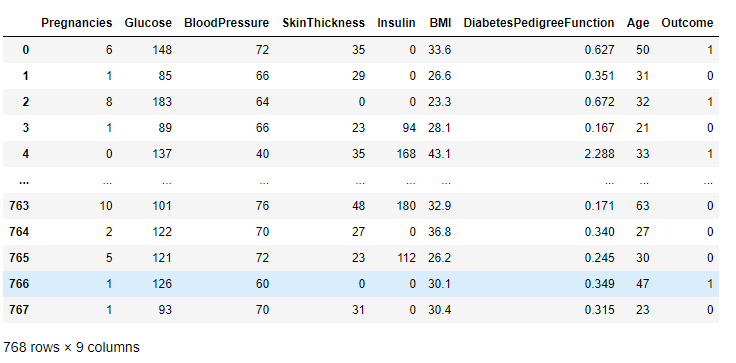 Pregnancies Glucose BloodPressure SkinThickness Insulin BMI DiabetesPedigreeFunction Age Outcome
0 6 148 72 35 0 33.6 0.627 50 1
1 1 85 66 29 0 26.6 0.351 31 0
2 8 183 64 0 0 23.3 0.672 32 1
3 1 89 66 23 94 28.1 0.167 21 0
4 0 137 40 35 168 43.1 2.288 33 1
... ... ... ... ... ... ... ... ... ...
763 10 101 76 48 180 32.9 0.171 63 0
764 2 122 70 27 0 36.8 0.340 27 0
765 5 121 72 23 112 26.2 0.245 30 0
766 1 126 60 0 0 30.1 0.349 47 1
767 1 93 70 31 0 30.4 0.315 23 0
768 rows × 9 columns